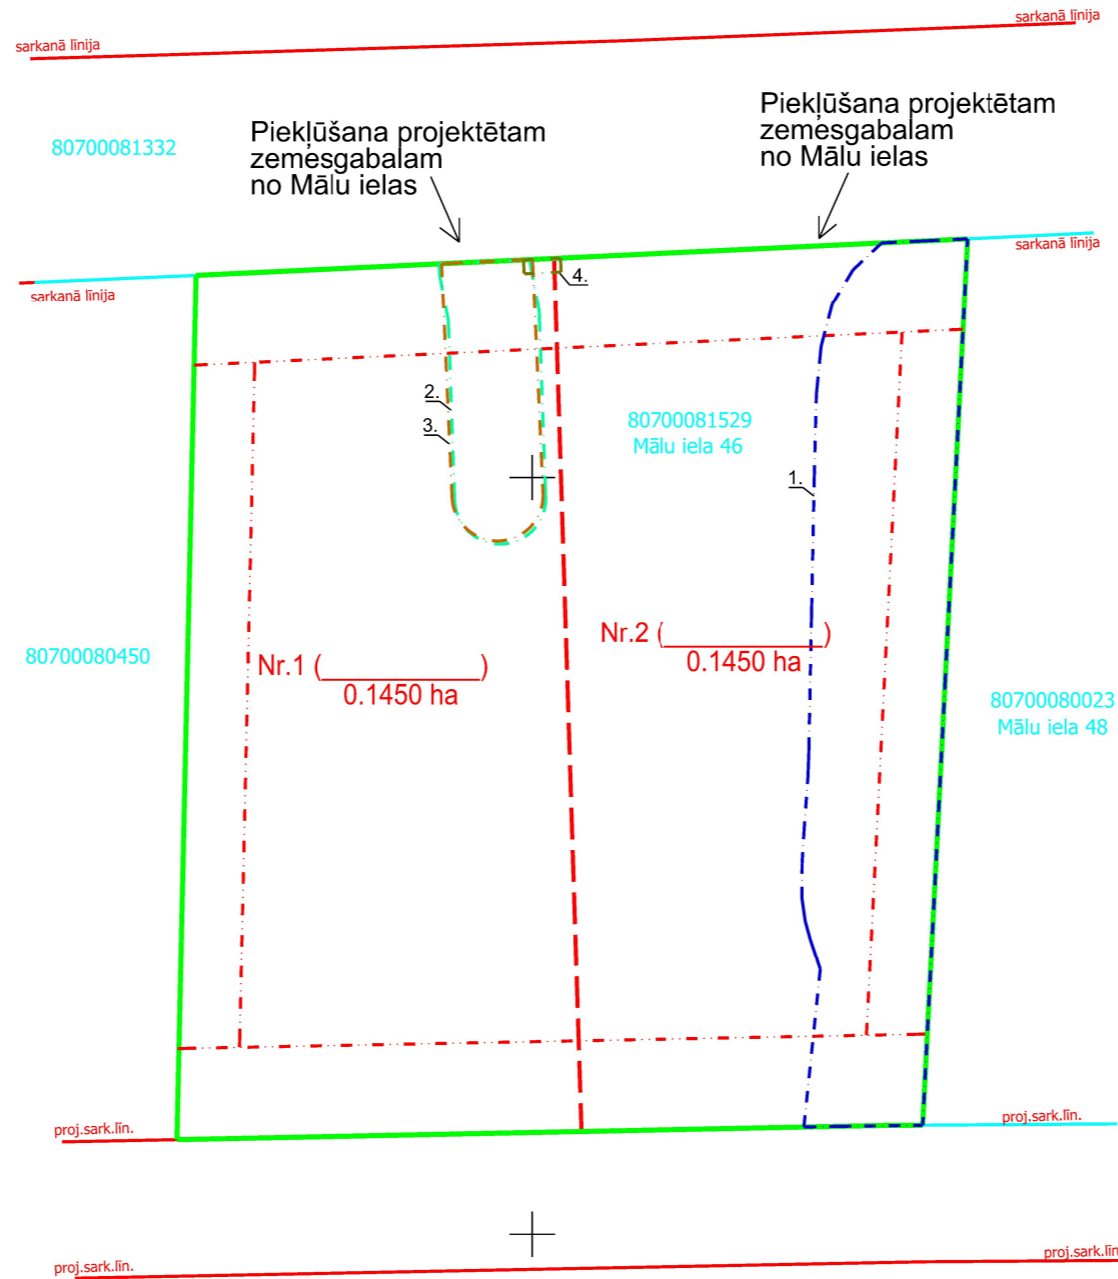 sarkanā līnija
sarkanā līnija
80700081332
Piekļūšana projektētam
zemesgabalam
no Mālu ielas
Piekļūšana projektētam
zemesgabalam
no Mālu ielas
sarkanā līnija
sarkanā līnija
4.
2.
3.
80700081529
Mālu iela 46
1.
80700080450
Nr.1 (__________)
0.1450 ha
Nr.2 (__________)
0.1450 ha
80700080023
Mālu iela 48
proj.sark.līn.
proj.sark.līn.
proj.sark.līn.
proj.sark.līn